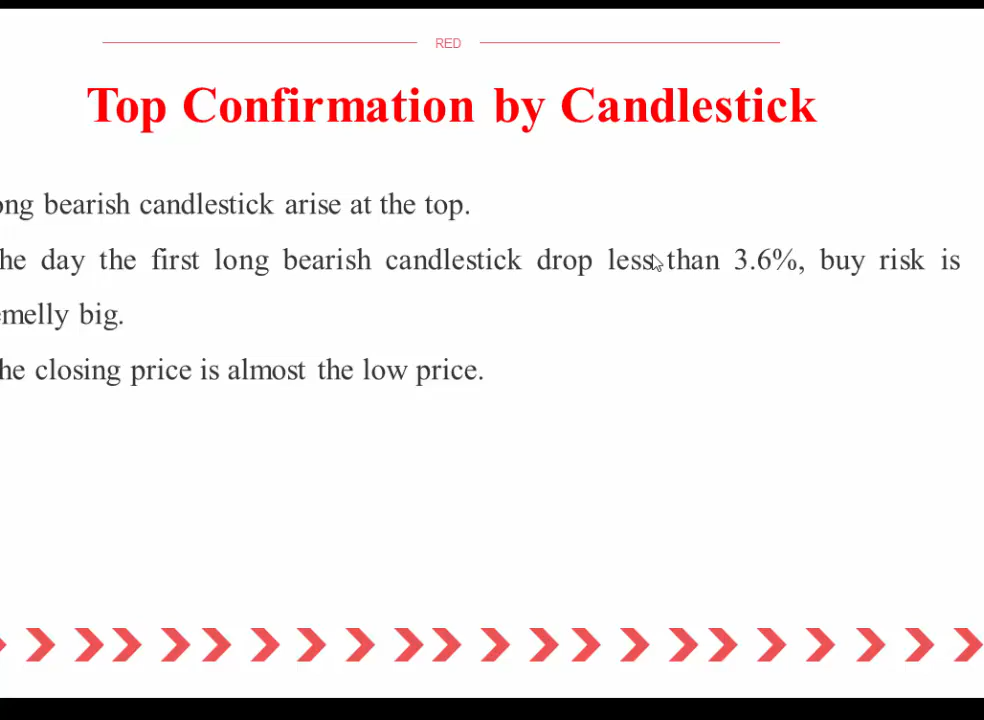 RED
Top Confirmation by Candlestick
ong bearish candlestick arise at the top.
he day the first long bearish candlestick drop less than 3.6%, buy risk is
emelly big.
he closing price is almost the low price.